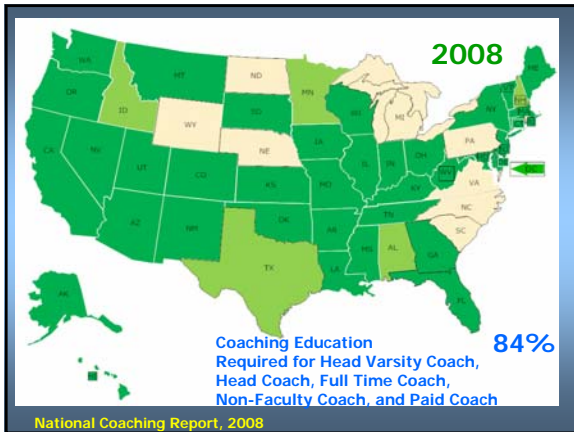 2008
WA
OR
CA
NV
ID
MT
WY
UT
CO
AZ
NM
ND
SD
NE
KS
OK
TX
MN
IA
MO
AR
LA
WI
IL
IN
MI
OH
KY
TN
MS
AL
GA
FL
SC
NC
VA
WV
PA
NY
ME
AK
Coaching Education
84%
Required for Head Varsity Coach,
Head Coach, Full Time Coach,
Non-Faculty Coach, and Paid Coach
National Coaching Report, 2008